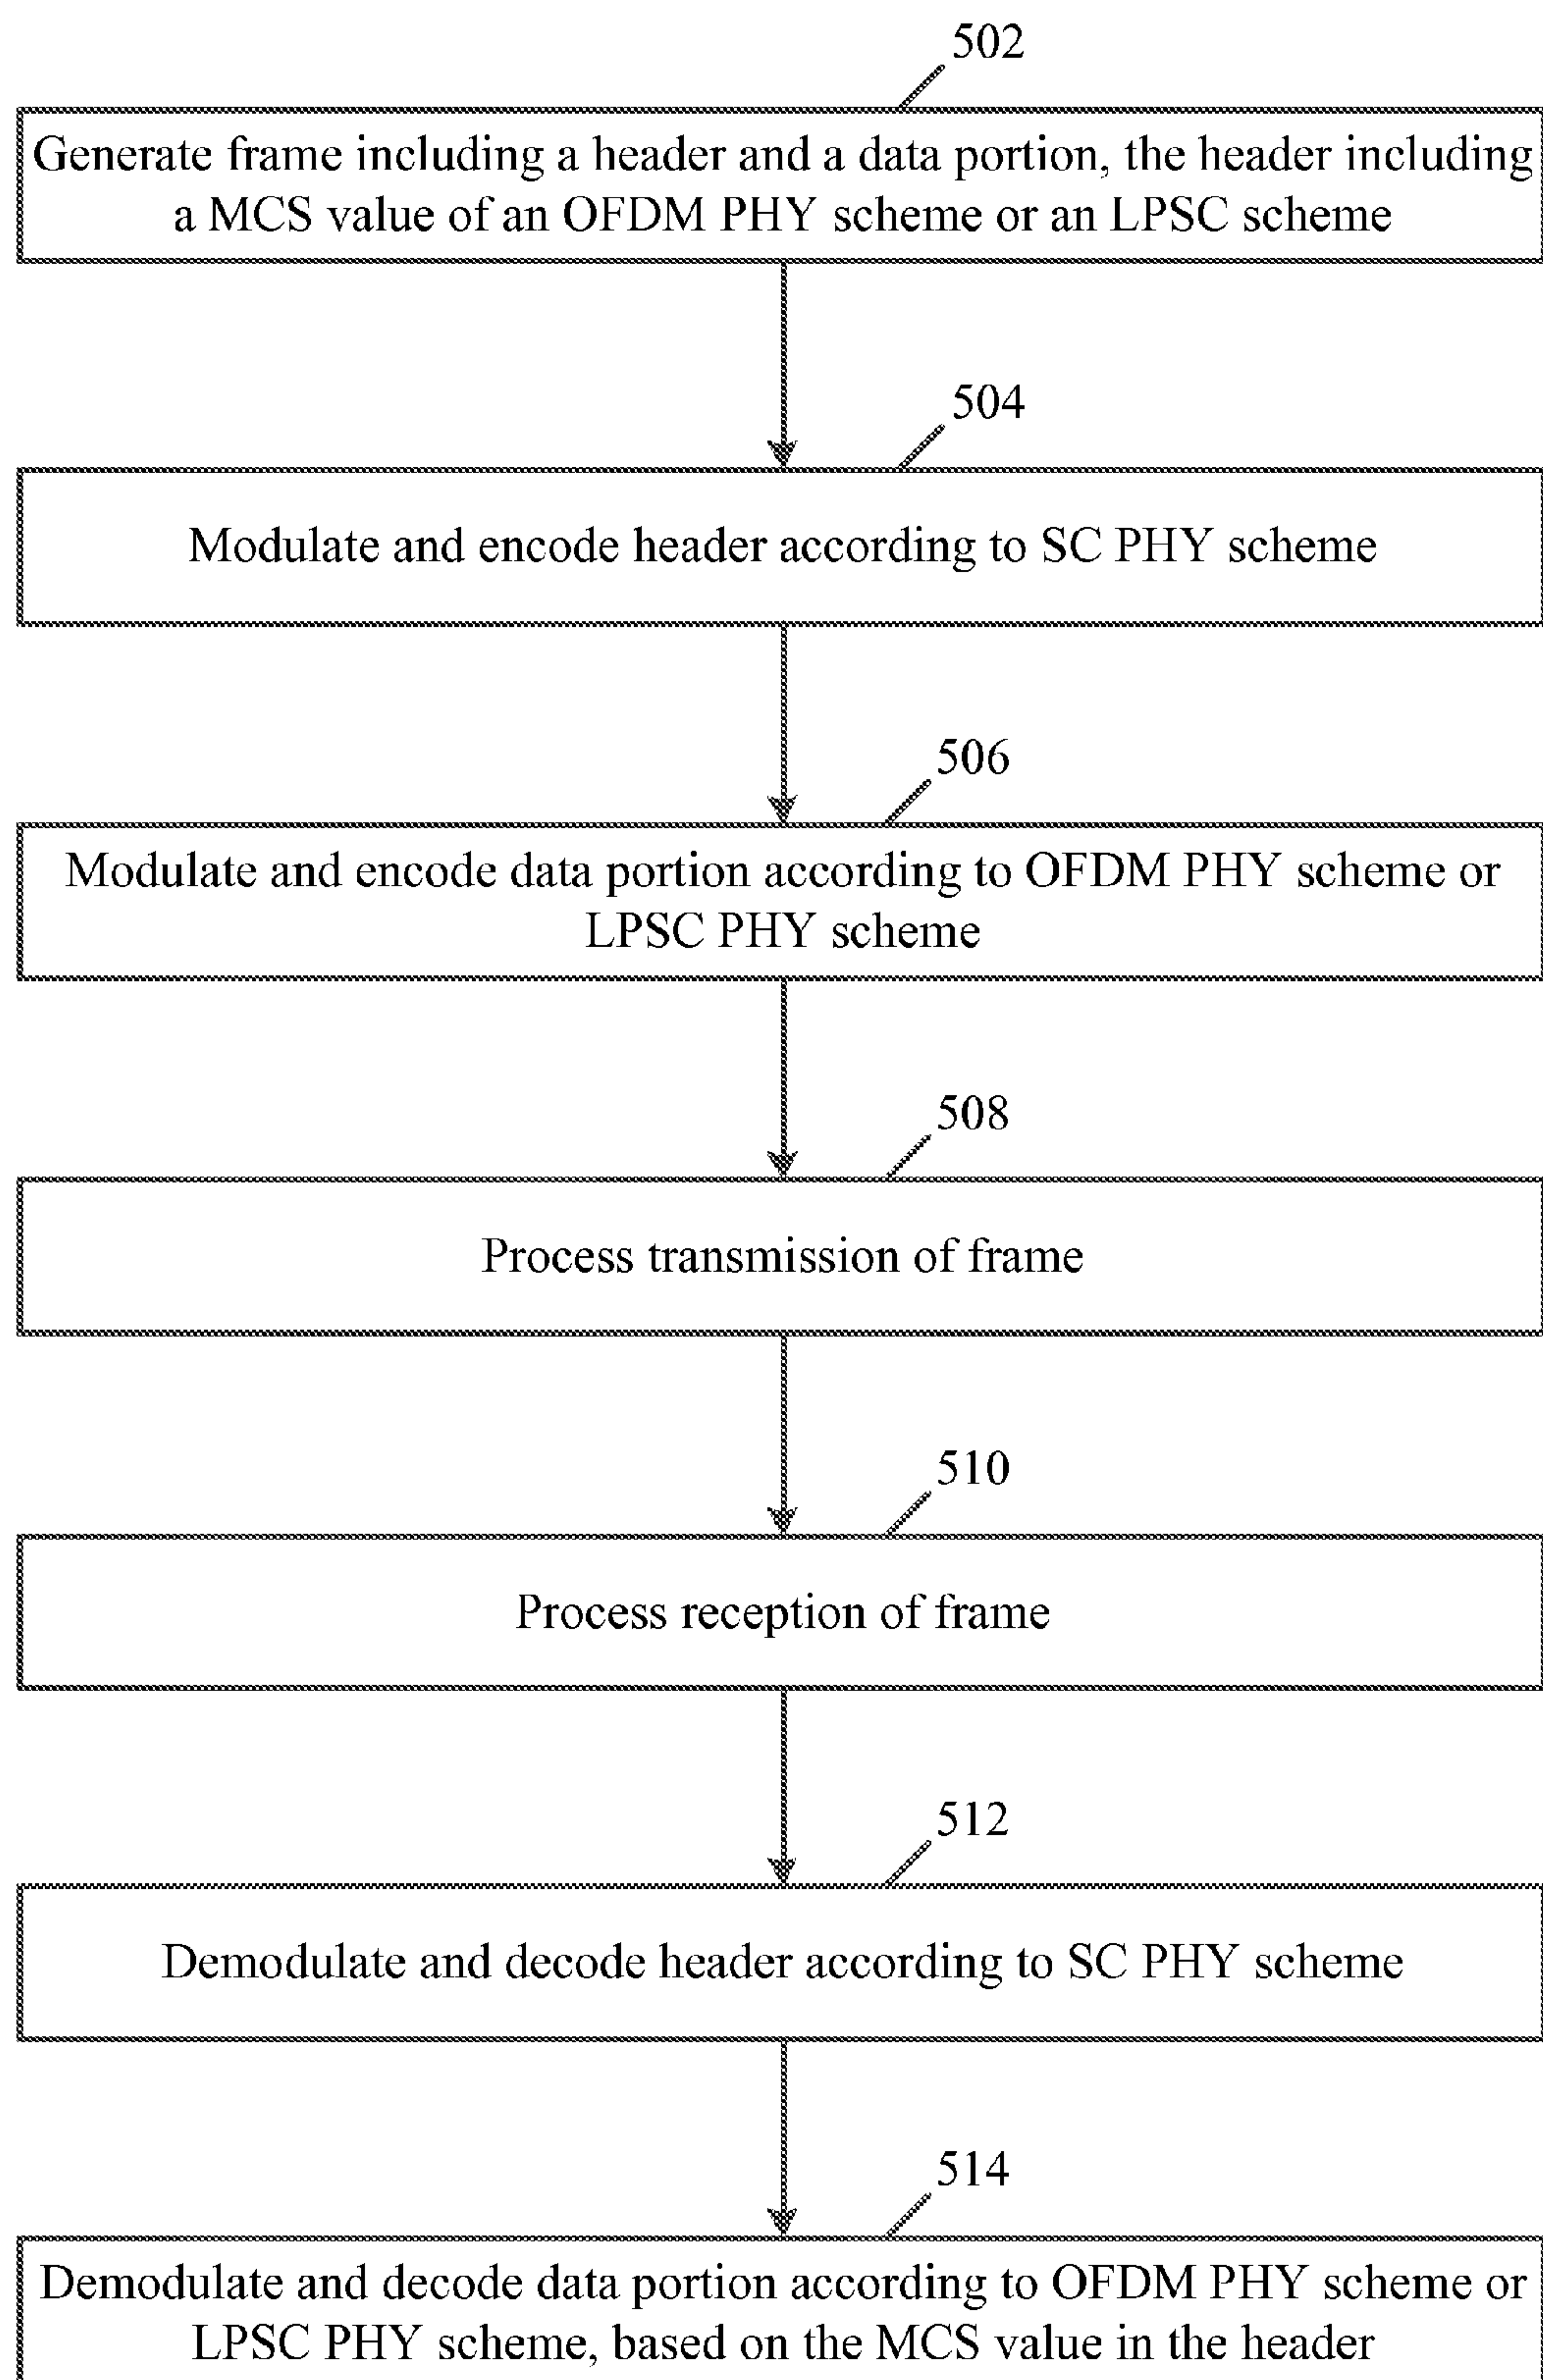 502
Generate frame including a header and a data portion, the header including
a MCS value of an OFDM PHY scheme or an LPSC scheme
504
Modulate and encode header according to SC PHY scheme
506
Modulate and encode data portion according to OFDM PHY scheme or
LPSC PHY scheme
508
Process transmission of frame
510
Process reception of frame
512
Demodulate and decode header according to SC PHY scheme
514
Demodulate and decode data portion according to OFDM PHY scheme or
LPSC PHY scheme, based on the MCS value in the header